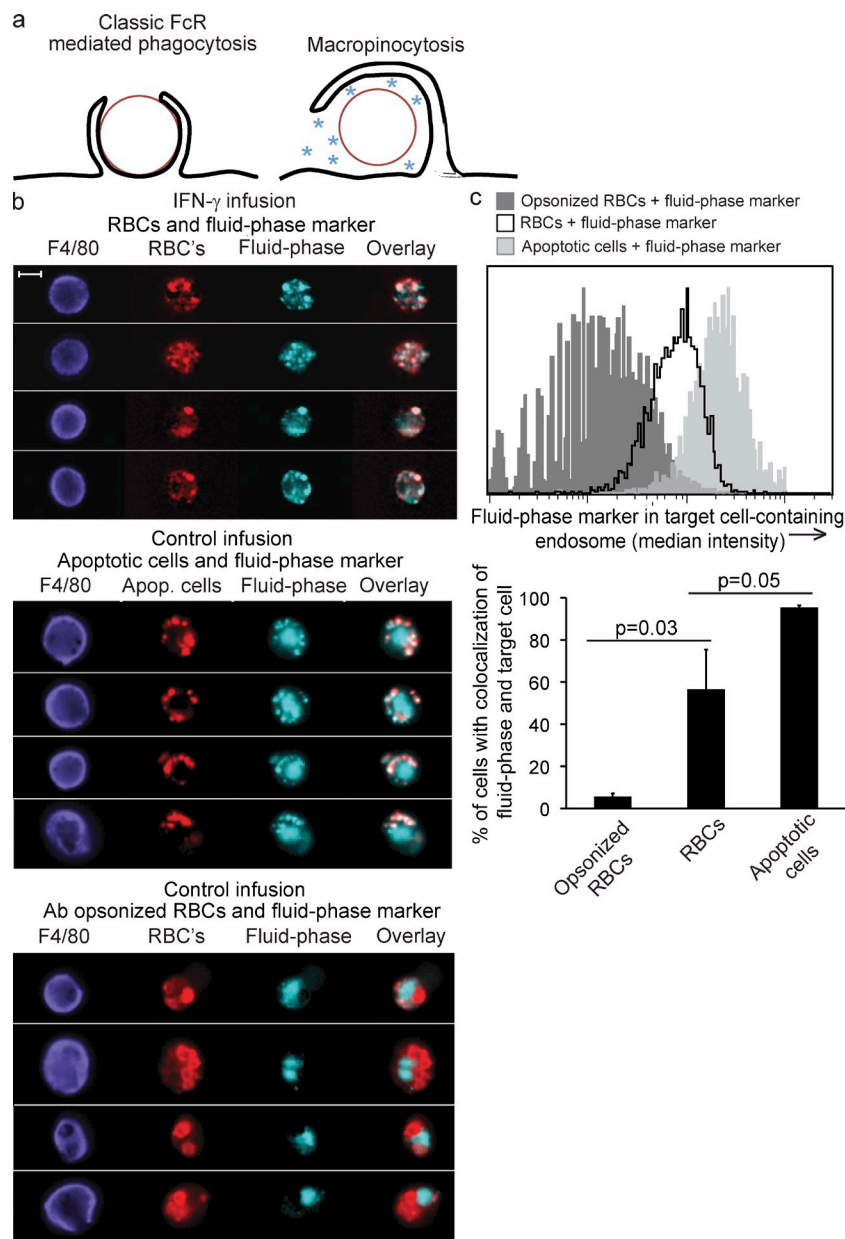 a
Classic FcR
mediated phagocytosis
Macropinocytosis
* * * * * * * *
b
IFN-γ infusion
RBCs and fluid-phase marker
F4/80 RBC's Fluid-phase Overlay
Control infusion
Apoptotic cells and fluid-phase marker
F4/80 Apop. cells Fluid-phase Overlay
Control infusion
Ab opsonized RBCs and fluid-phase marker
F4/80 RBC's Fluid-phase Overlay
c
Opsonized RBCs + fluid-phase marker
RBCs + fluid-phase marker
Apoptotic cells + fluid-phase marker
Fluid-phase marker in target cell-containing
endosome (median intensity)
% of cells with colocalization of
fluid-phase and target cell
100
80
60
40
20
0
p=0.03
p=0.05
Opsonized
RBCs
RBCs
Apoptotic
cells